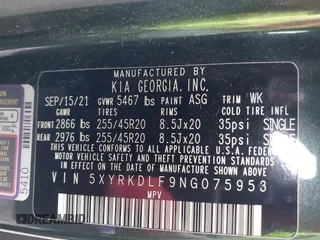 MANUFACTURED BY
KIA GEORGIA, INC.
SEP/15/21 GVWR 5467 lbs PAINT ASG TRIM WK
GAWR TIRES RIMS COLD TIRE INFL
FRONT 2866 lbs 255/45R20 8.5Jx20 35psi SINGLE
REAR 2976 lbs 255/45R20 8.5Jx20 35psi SINGLE
THIS VEHICLE CONFORMS TO ALL APPLICABLE
FEDERAL MOTOR VEHICLE SAFETY AND
THEFT PREVENTION STANDARDS IN EFFECT ON
THE DATE OF MANUFACTURE SHOWN ABOVE.
VIN 5XYRKDLF9NG075953
MPV
5410